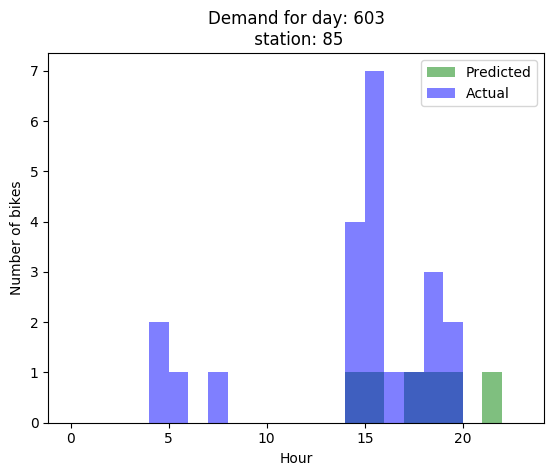 Demand for day: 603
station: 85
Predicted
Actual
Number of bikes
7
6
5
4
3
2
1
0
0 5 10 15 20
Hour